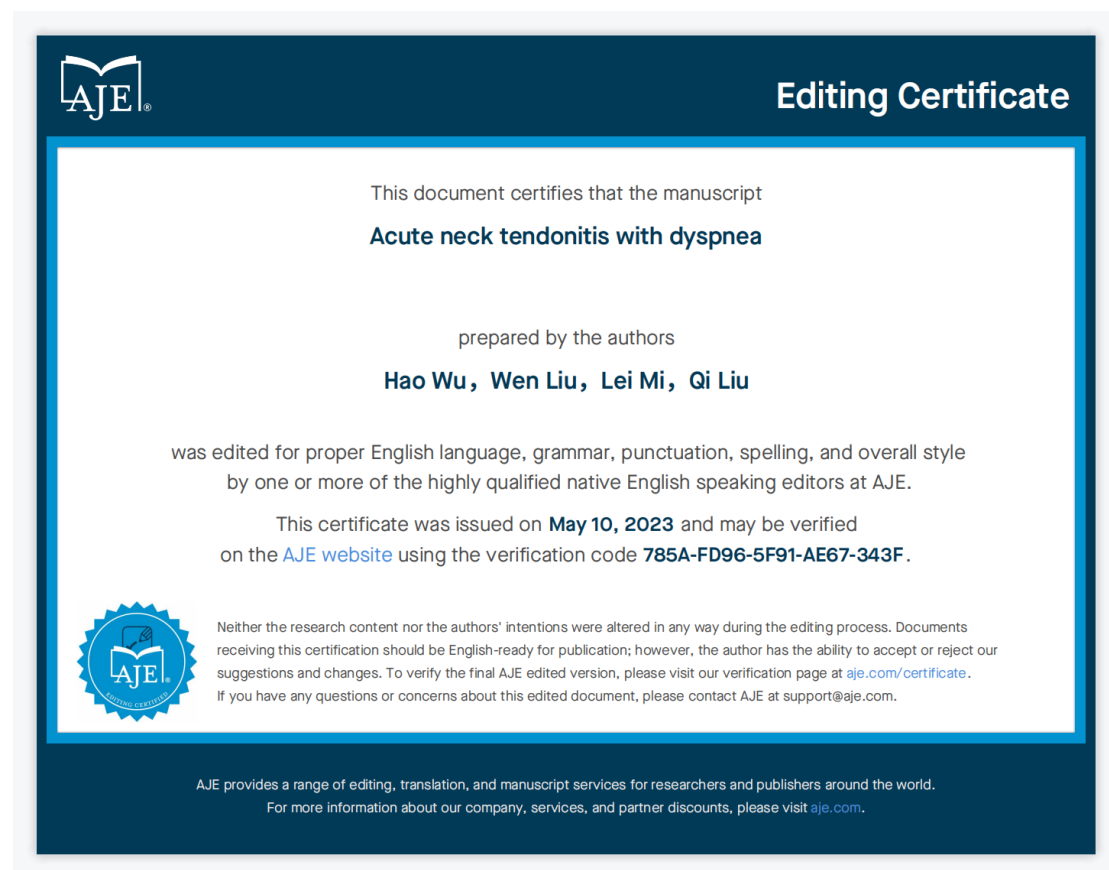 AJE®
Editing Certificate
This document certifies that the manuscript
Acute neck tendonitis with dyspnea
prepared by the authors
Hao Wu，Wen Liu，Lei Mi，Qi Liu
was edited for proper English language, grammar, punctuation, spelling, and overall style
by one or more of the highly qualified native English speaking editors at AJE.
This certificate was issued on May 10, 2023 and may be verified
on the AJE website using the verification code 785A-FD96-5F91-AE67-343F.
AJE®
EDITING CERTIFIED
Neither the research content nor the authors' intentions were altered in any way during the editing process. Documents
receiving this certification should be English-ready for publication; however, the author has the ability to accept or reject our
suggestions and changes. To verify the final AJE edited version, please visit our verification page at aje.com/certificate.
If you have any questions or concerns about this edited document, please contact AJE at support@aje.com.
AJE provides a range of editing, translation, and manuscript services for researchers and publishers around the world.
For more information about our company, services, and partner discounts, please visit aje.com.